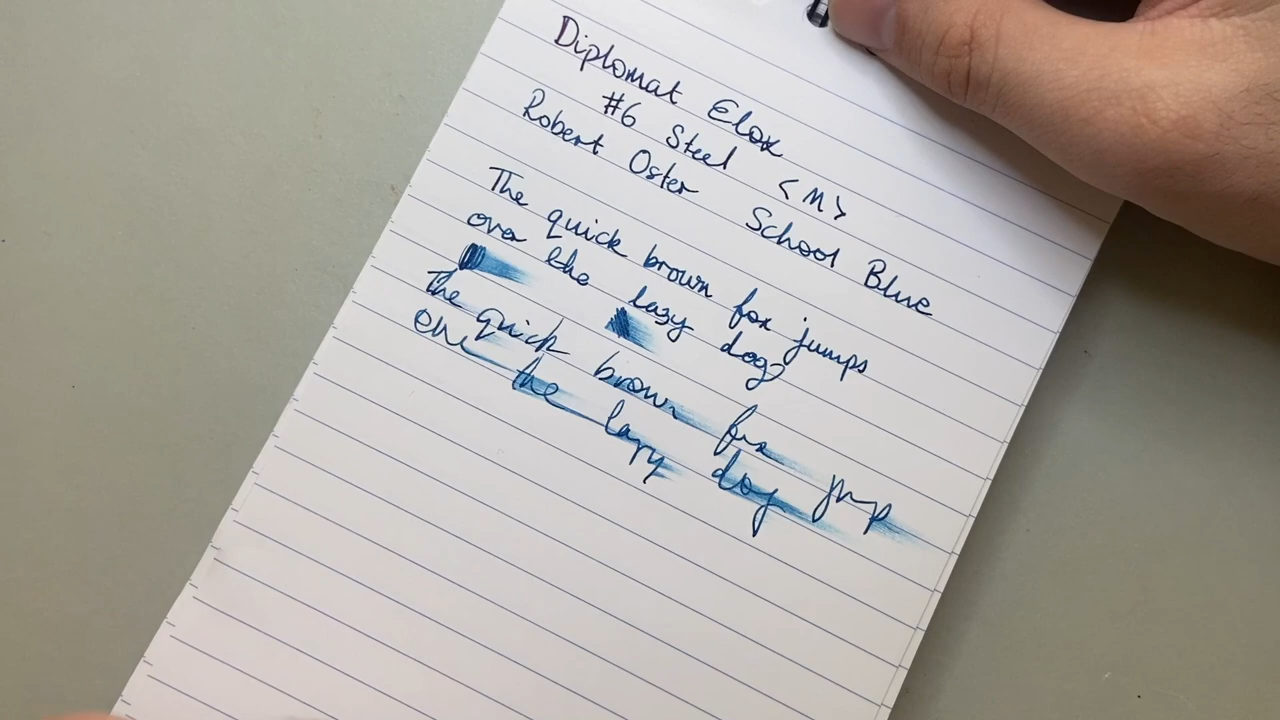 Diplomat Elox
#6 Steel <M>
Robert Oster School Blue
The quick brown fox jumps
over the lazy dog
The quick brown fox jump
over the lazy dog